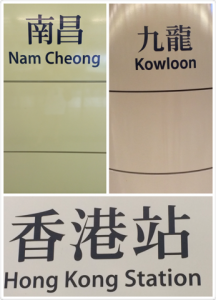 南昌
Nam Cheong
九龍
Kowloon
香港站
Hong Kong Station